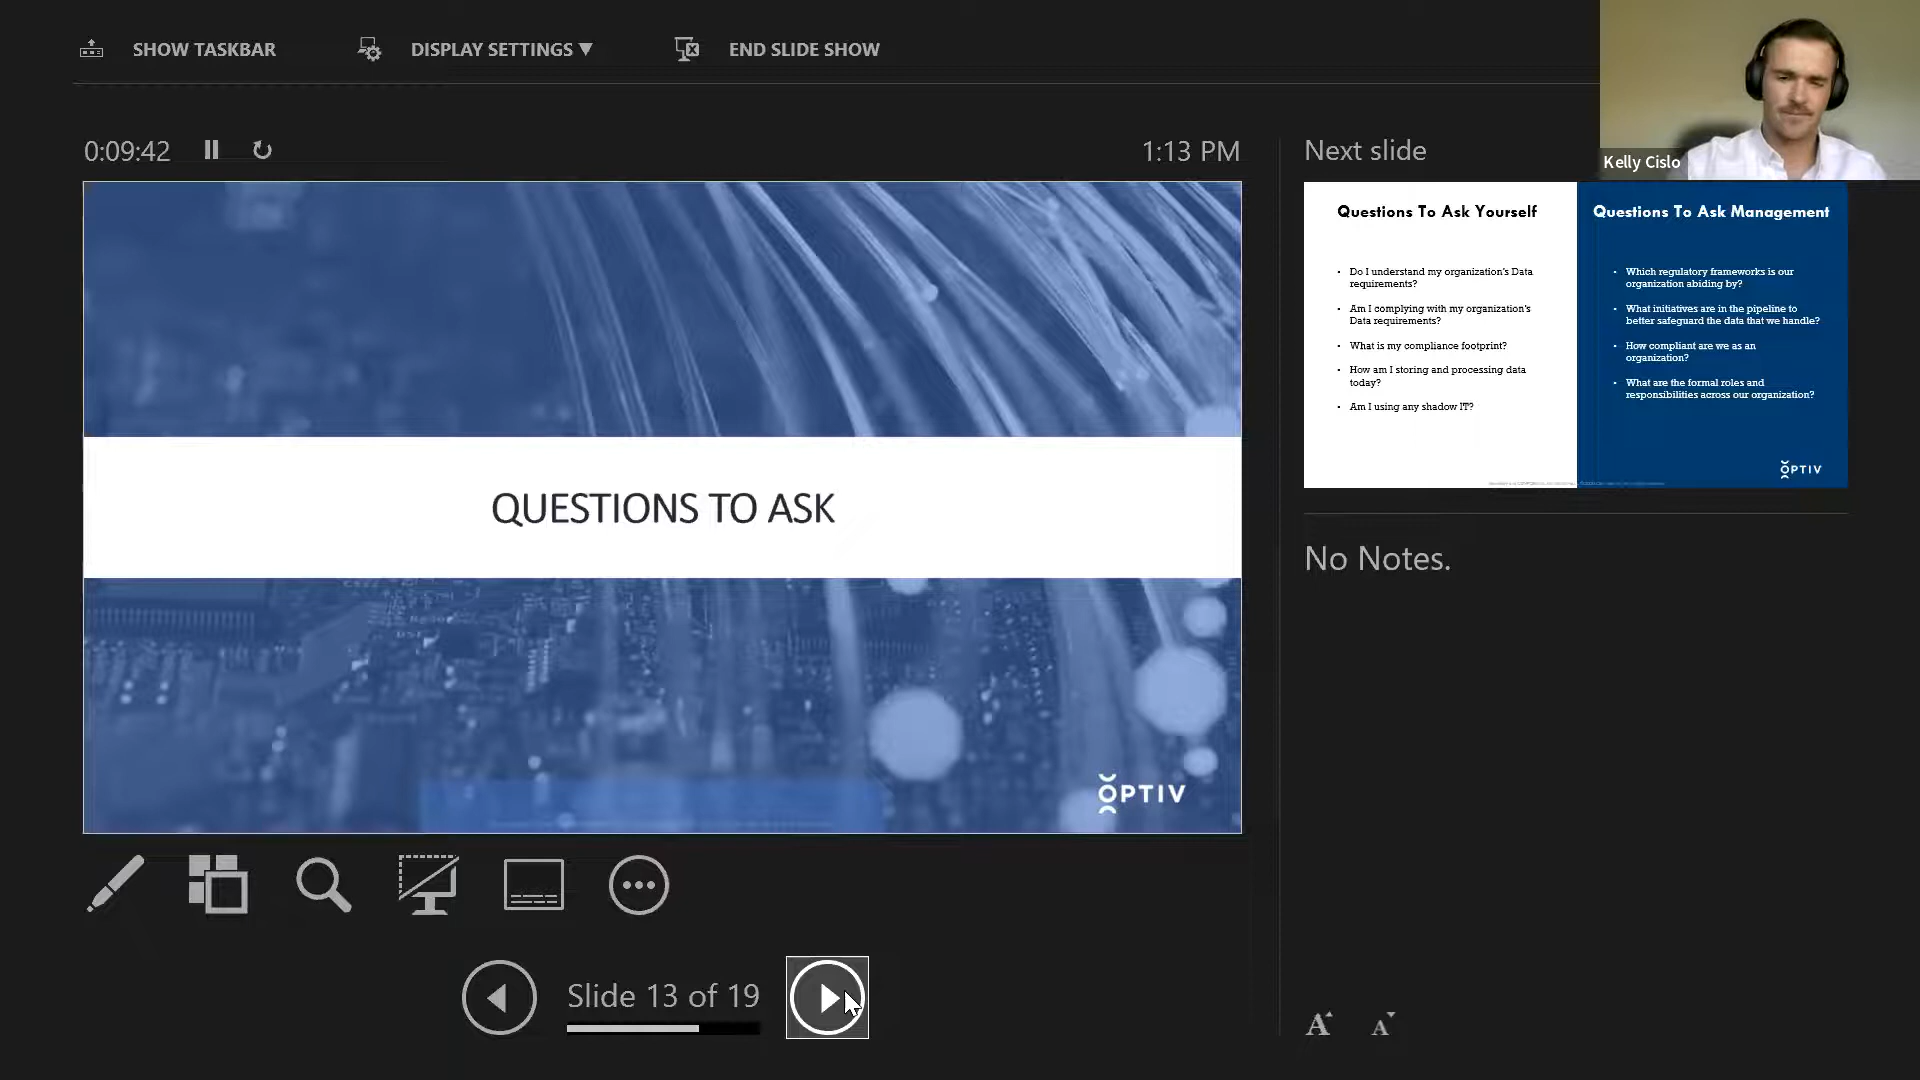 SHOW TASKBAR
DISPLAY SETTINGS ▼
END SLIDE SHOW
Kelly Cislo
0:09:42
1:13 PM
Next slide
QUESTIONS TO ASK
OPTIV
Questions To Ask Yourself
• Do I understand my organization's Data
requirements?
• Am I complying with my organization's
Data requirements?
• What is my compliance footprint?
• How am I storing and processing data
today?
• Am I using any shadow IT?
Questions To Ask Management
• Which regulatory frameworks is our
organization abiding by?
• What initiatives are in the pipeline to
better safeguard the data that we handle?
• How compliant are we as an
organization?
• What are the formal roles and
responsibilities across our organization?
OPTIV
No Notes.
Slide 13 of 19
A A